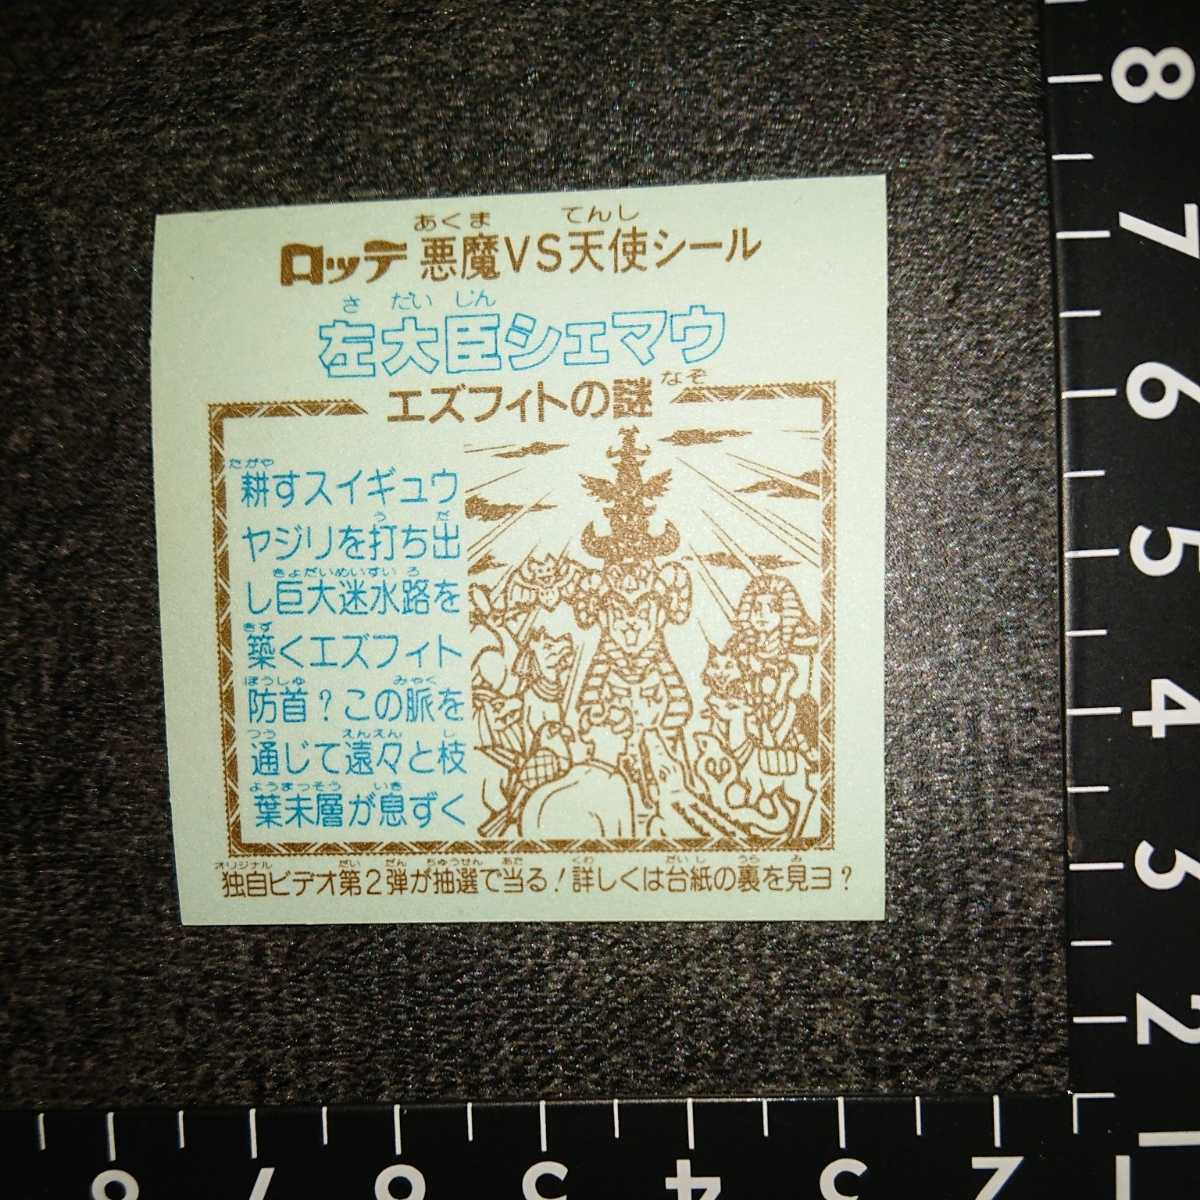 あくま てんし
ロッテ 悪魔VS天使シール
さ だい じん
左大臣シェマウ
エズフィトの謎
なぞ
たがや
耕すスイギュウ
う だ
ヤジリを打ち出
きょだいめいすいろ
し巨大迷水路を
きず
築くエズフィト
ほうしゅ みゃく
防首?この脈を
つう えんえん し
通じて遠々と枝
ようまっそう いき
葉末層が息ずく
オリジナル だい だん ちゅうせん あた くわ だいし うら み
独自ビデオ第2弾が抽選で当る!詳しくは台紙の裏を見ヨ?
8
7
6
5
4
3
2
1
8 7 6 5 4 3 2 1